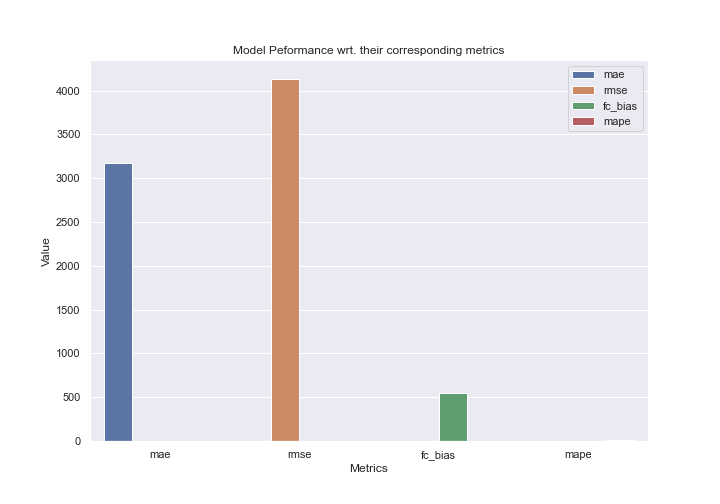 Model Peformance wrt. their corresponding metrics
mae
rmse
fc_bias
mape
4000
3500
3000
2500
2000
1500
1000
500
0
Value
mae
rmse
fc_bias
mape
Metrics